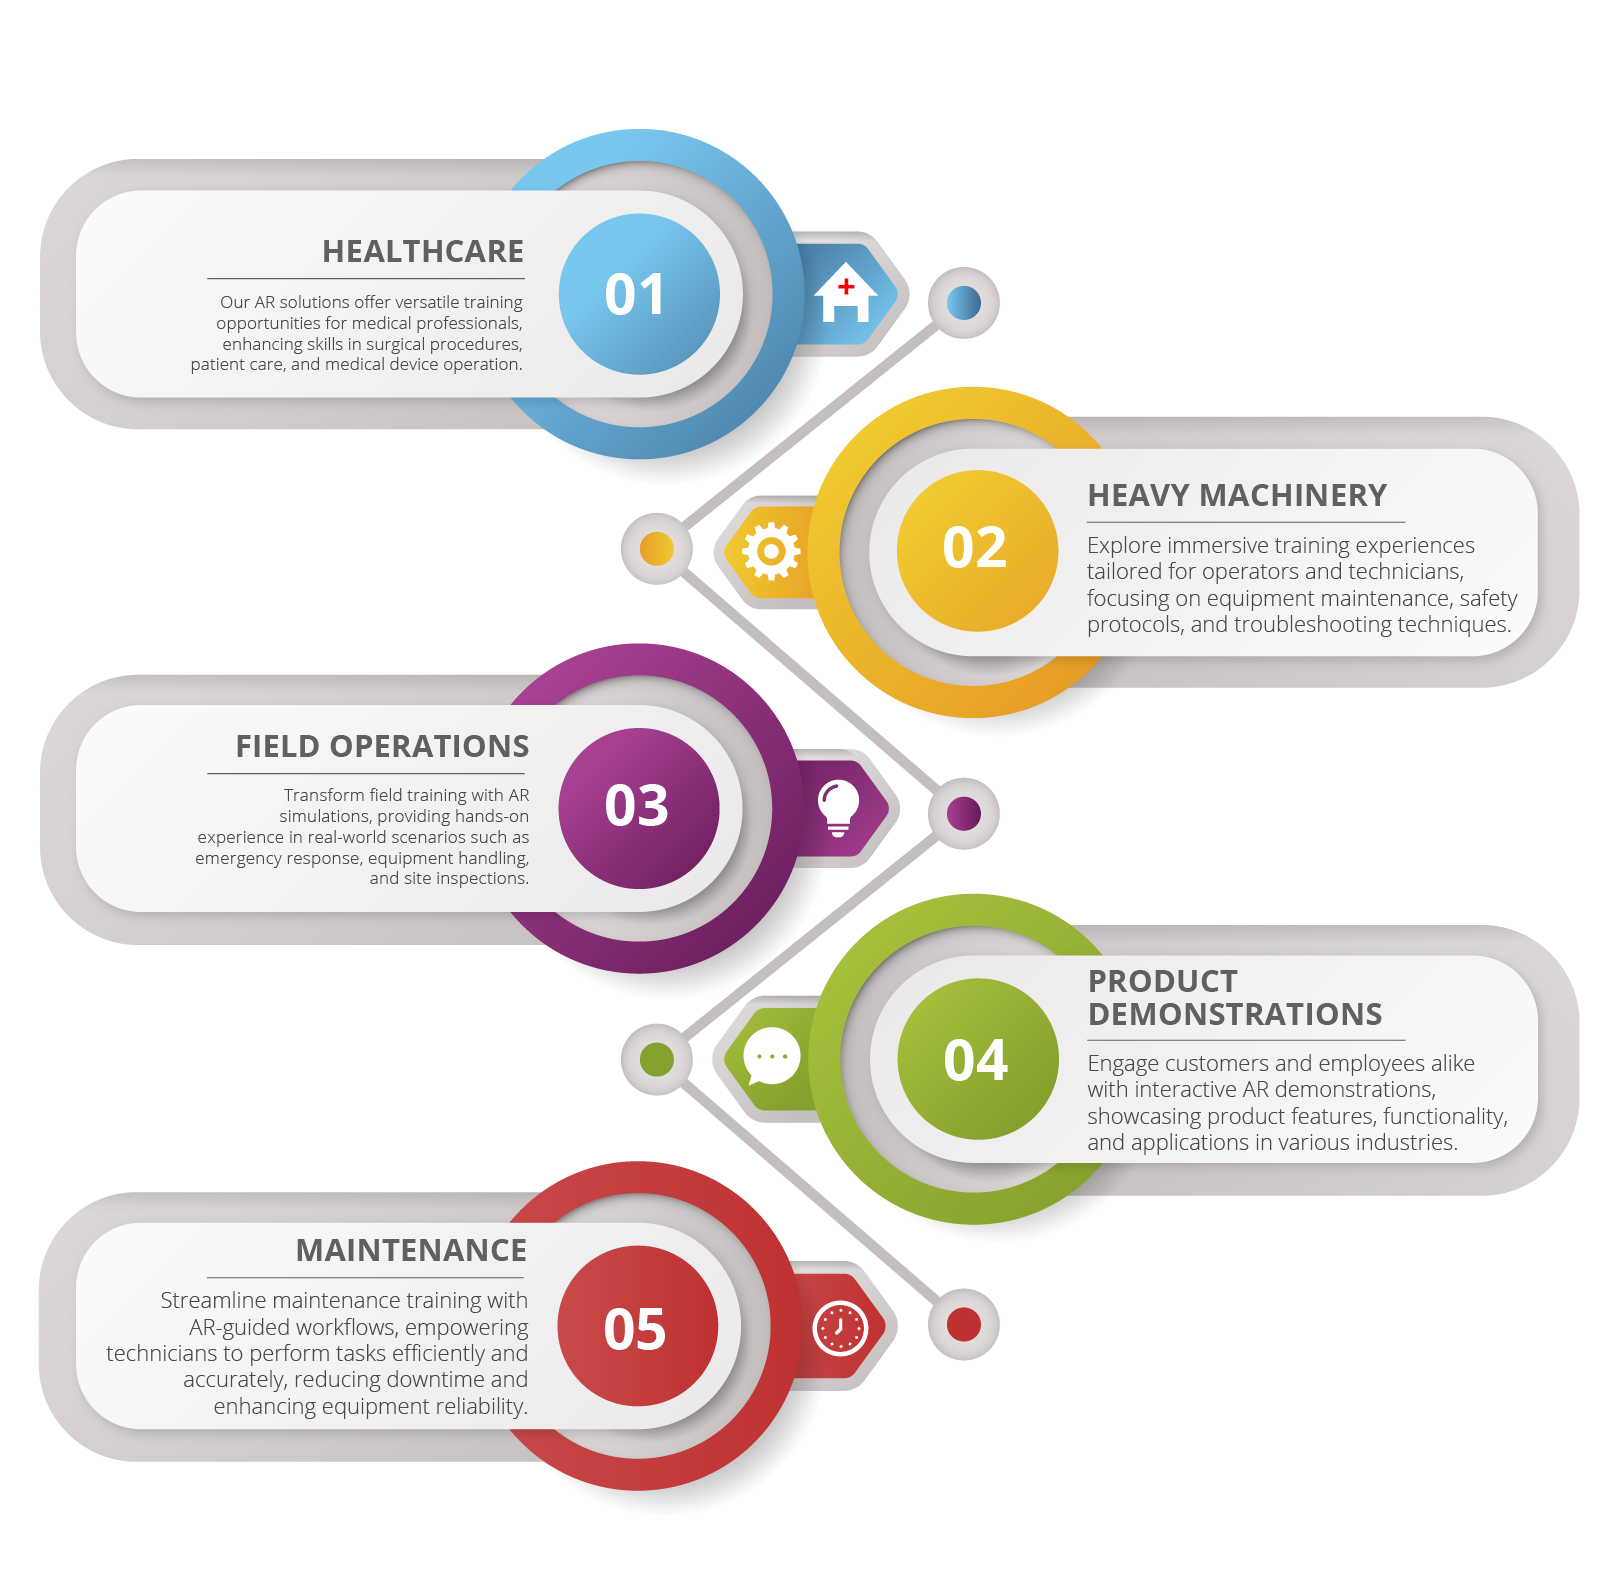 HEALTHCARE
01
Our AR solutions offer versatile training
opportunities for medical professionals,
enhancing skills in surgical procedures,
patient care, and medical device operation.
02
HEAVY MACHINERY
Explore immersive training experiences
tailored for operators and technicians,
focusing on equipment maintenance, safety
protocols, and troubleshooting techniques.
FIELD OPERATIONS
03
Transform field training with AR
simulations, providing hands-on
experience in real-world scenarios such as
emergency response, equipment handling,
and site inspections.
04
PRODUCT
DEMONSTRATIONS
Engage customers and employees alike
with interactive AR demonstrations,
showcasing product features, functionality,
and applications in various industries.
MAINTENANCE
05
Streamline maintenance training with
AR-guided workflows, empowering
technicians to perform tasks efficiently and
accurately, reducing downtime and
enhancing equipment reliability.